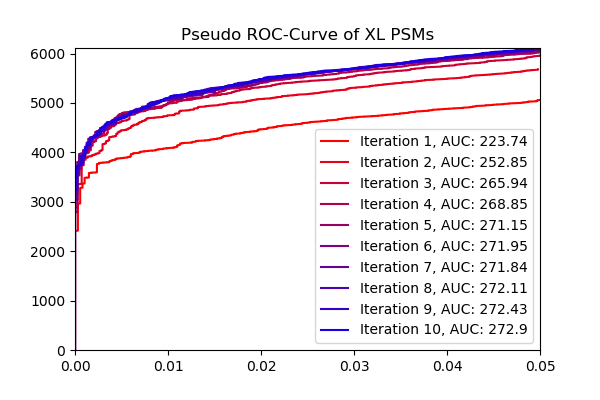 Pseudo ROC-Curve of XL PSMs
6000
5000
4000
3000
2000
1000
0
Iteration 1, AUC: 223.74
Iteration 2, AUC: 252.85
Iteration 3, AUC: 265.94
Iteration 4, AUC: 268.85
Iteration 5, AUC: 271.15
Iteration 6, AUC: 271.95
Iteration 7, AUC: 271.84
Iteration 8, AUC: 272.11
Iteration 9, AUC: 272.43
Iteration 10, AUC: 272.9
0.00 0.01 0.02 0.03 0.04 0.05